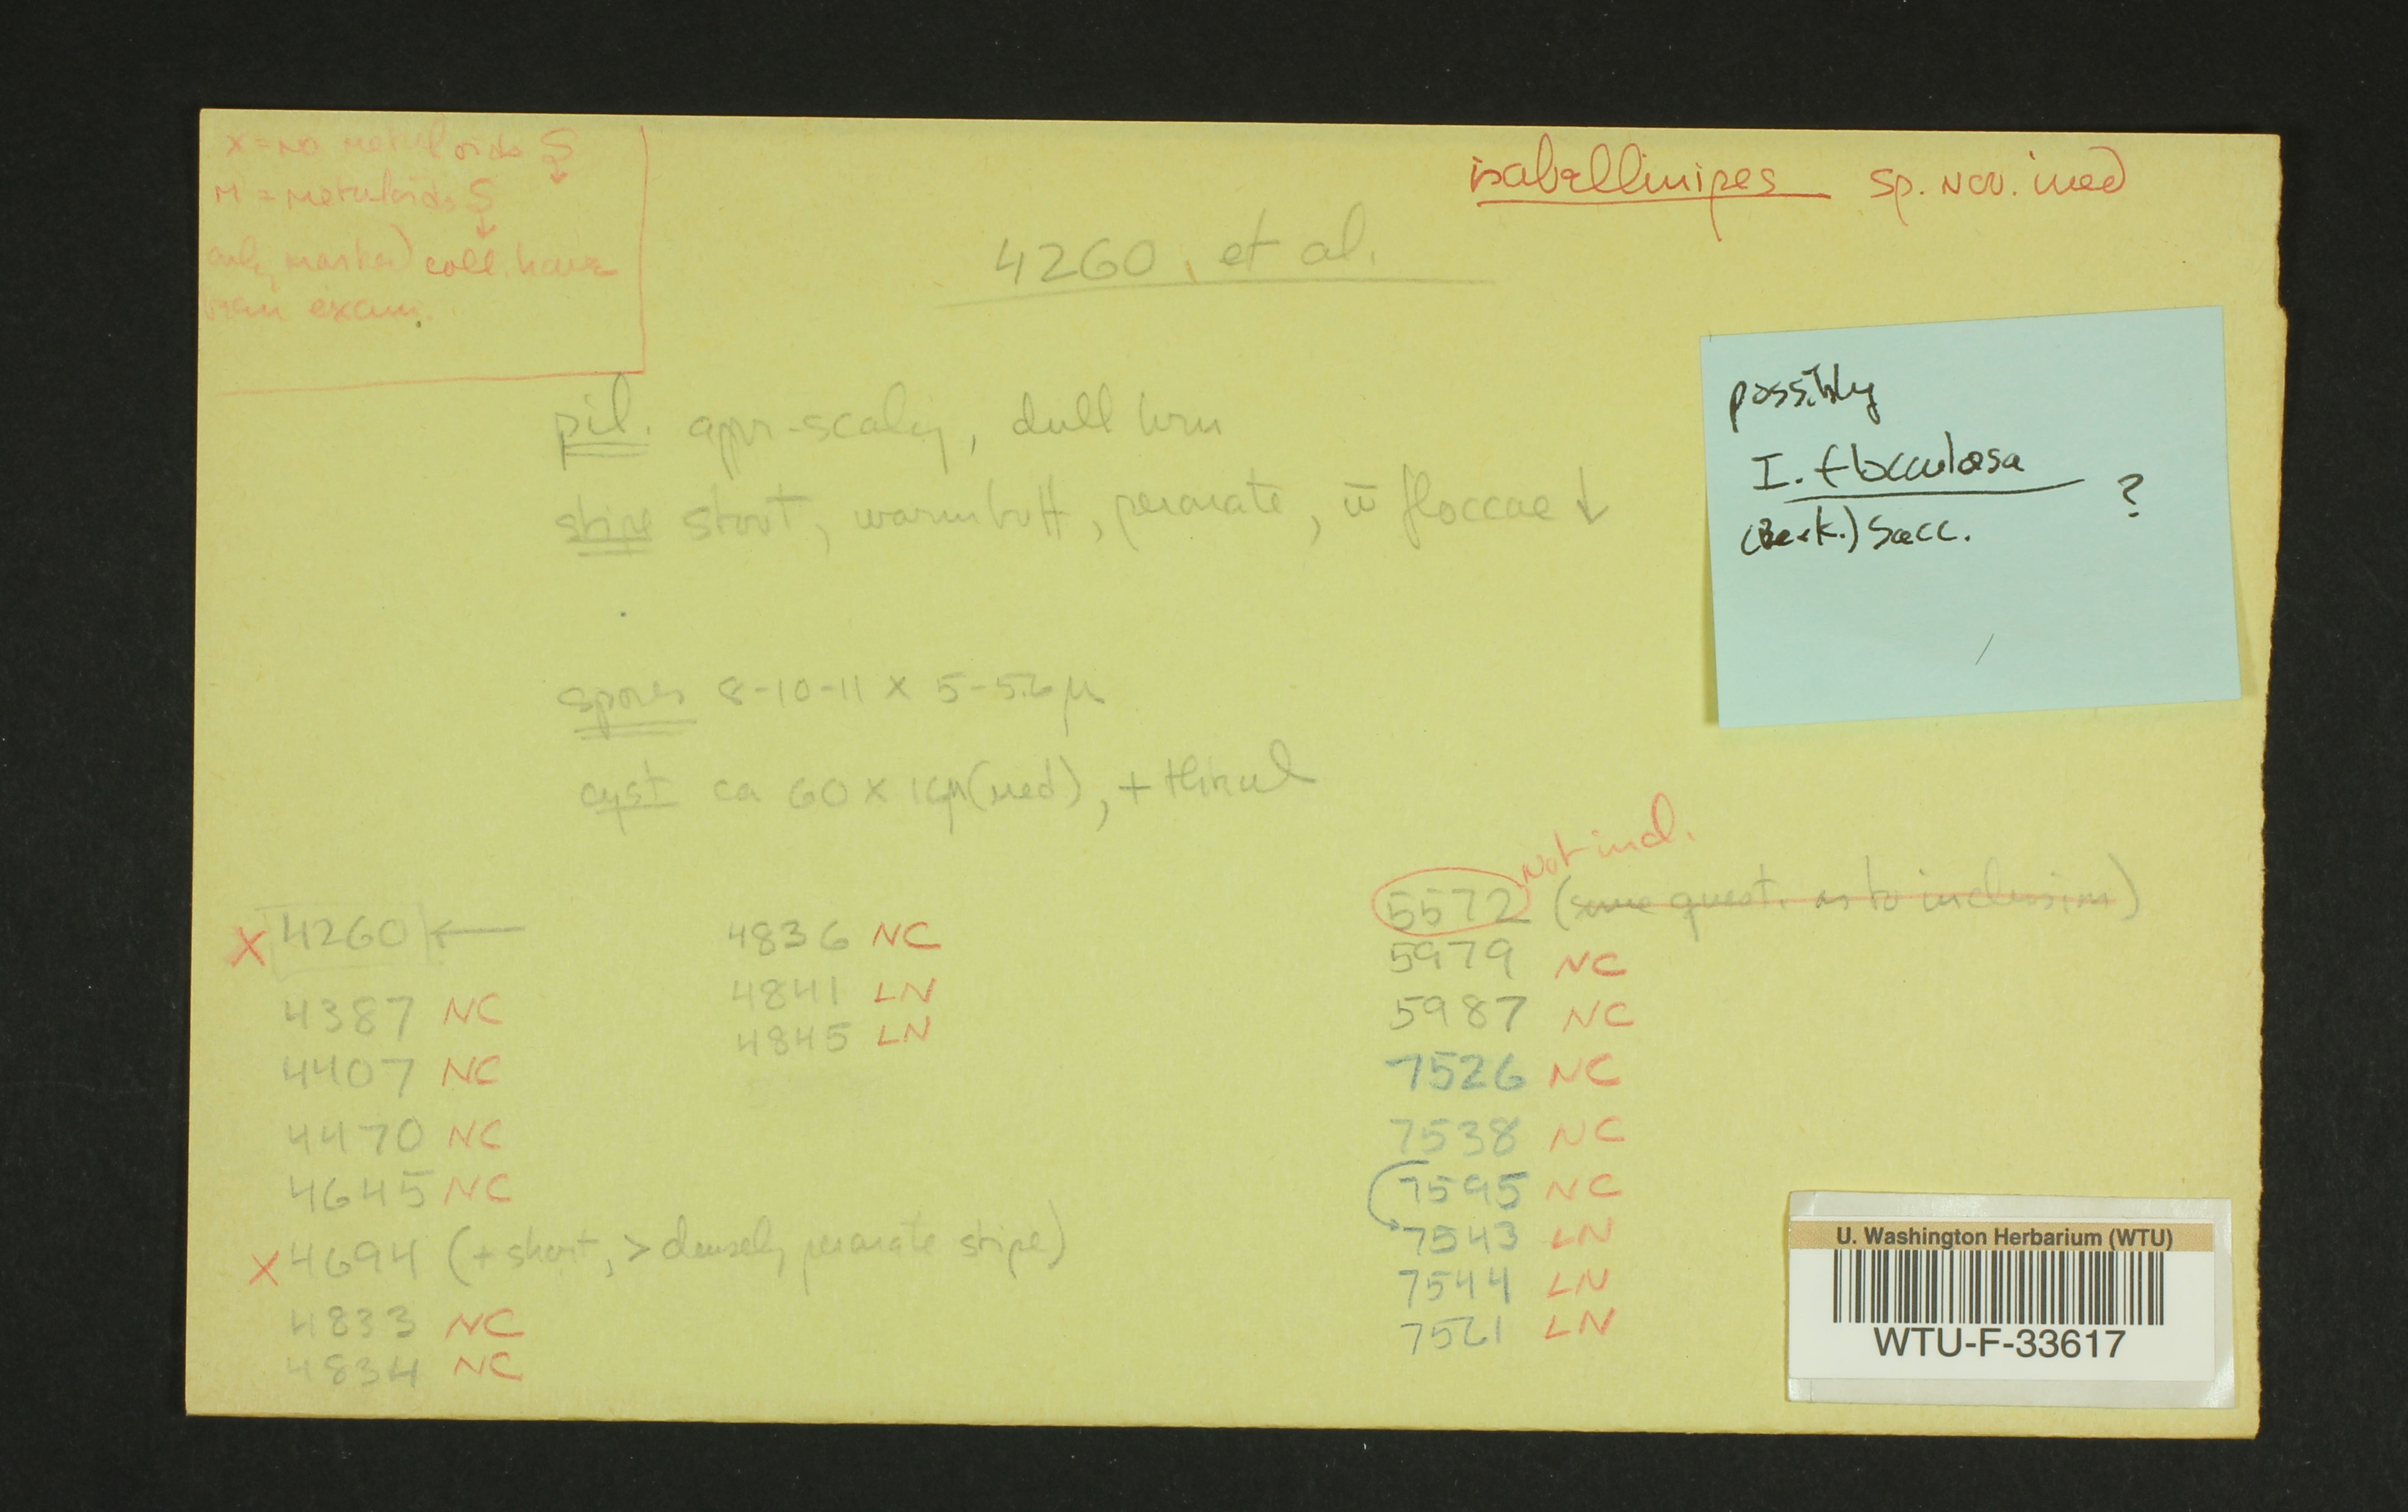 X = no metuloids S ↓
M = metuloids S ↓
only marked coll. have
been exam.
isabellinipes sp. nov. ined
4260, et al.
possibly
I. flocculosa
(Berk.) Sacc. ?
pil. appr-scaly, dull brn
stipe stout, warm buff, peronate, w̄ floccae ↓
spores 8-10-11 x 5-5.6 µ
cyst ca 60 x 16µ (med), + thinwl
X 4260 ←
4387 NC
4407 NC
4470 NC
4645 NC
X 4694 (+ short, > densely peronate stipe)
4833 NC
4834 NC
4836 NC
4841 LN
4845 LN
not incl.
5572 (some quest. as to inclusion)
5979 NC
5987 NC
7526 NC
7538 NC
7595 NC
7543 LN
7544 LN
7521 LN
U. Washington Herbarium (WTU)
WTU-F-33617